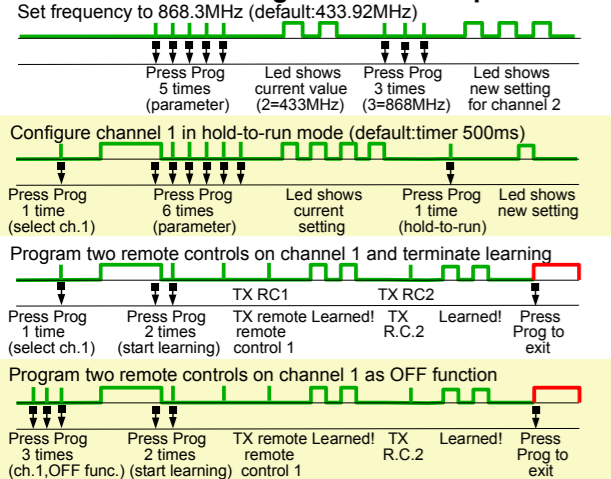 Set frequency to 868.3MHz (default:433.92MHz)
Press Prog
5 times
(parameter)
Led shows
current value
(2=433MHz)
Press Prog
3 times
(3=868MHz)
Led shows
new setting
for channel 2
Configure channel 1 in hold-to-run mode (default:timer 500ms)
Press Prog
1 time
(select ch.1)
Press Prog
6 times
(parameter)
Led shows
current
setting
Press Prog
1 time
(hold-to-run)
Led shows
new setting
Program two remote controls on channel 1 and terminate learning
TX RC1
TX RC2
Press Prog
1 time
(select ch.1)
Press Prog
2 times
(start learning)
TX remote
remote
control 1
Learned!
TX
R.C.2
Learned!
Press
Prog to
exit
Program two remote controls on channel 1 as OFF function
Press Prog
3 times
(ch.1,OFF func.)
Press Prog
2 times
(start learning)
TX remote
remote
control 1
Learned!
TX
R.C.2
Learned!
Press
Prog to
exit